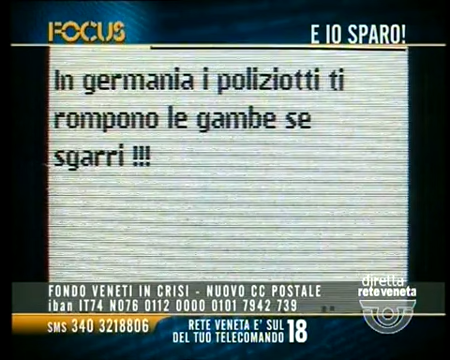 FOCUS
E IO SPARO!
In germania i poliziotti ti
rompono le gambe se
sgarri !!!
FONDO VENETI IN CRISI - NUOVO CC POSTALE
iban IT74 N076 0112 0000 0101 7942 739
diretta
reteveneta
SMS 340 3218806
RETE VENETA E' SUL
DEL TUO TELECOMANDO 18